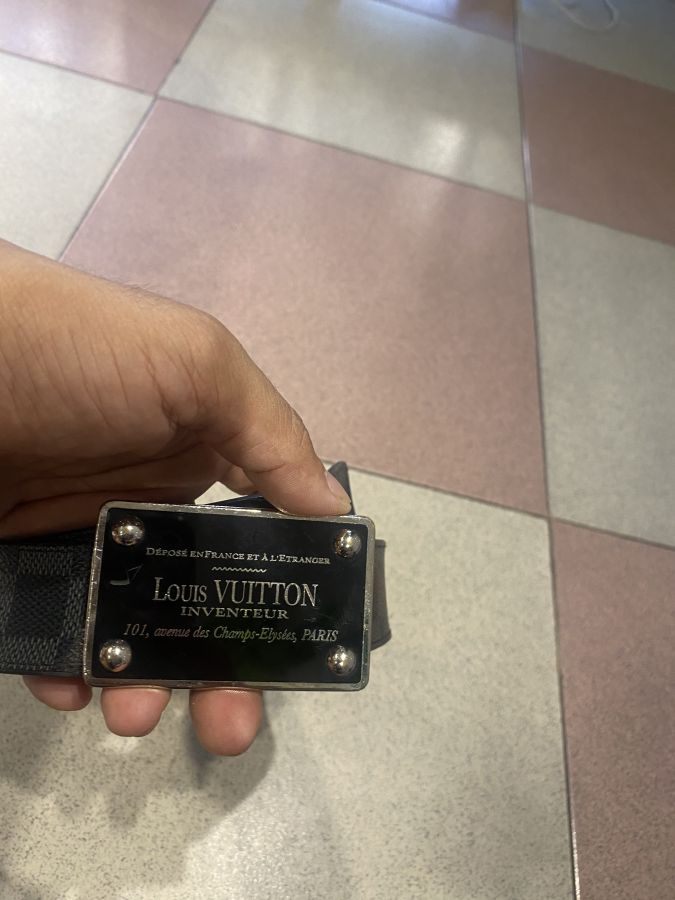 DÉPOSÉ EN FRANCE ET À L'ETRANGER
LOUIS VUITTON
INVENTEUR
101, avenue des Champs-Elysées, PARIS